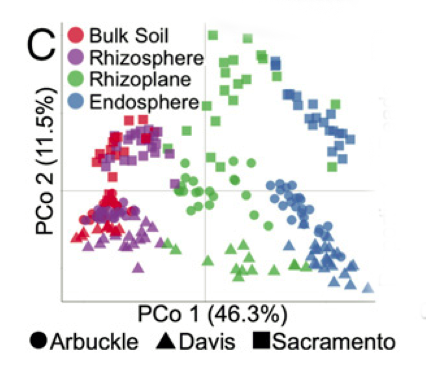 C
Bulk Soil
Rhizosphere
Rhizoplane
Endosphere
PCo 2 (11.5%)
PCo 1 (46.3%)
Arbuckle Davis Sacramento